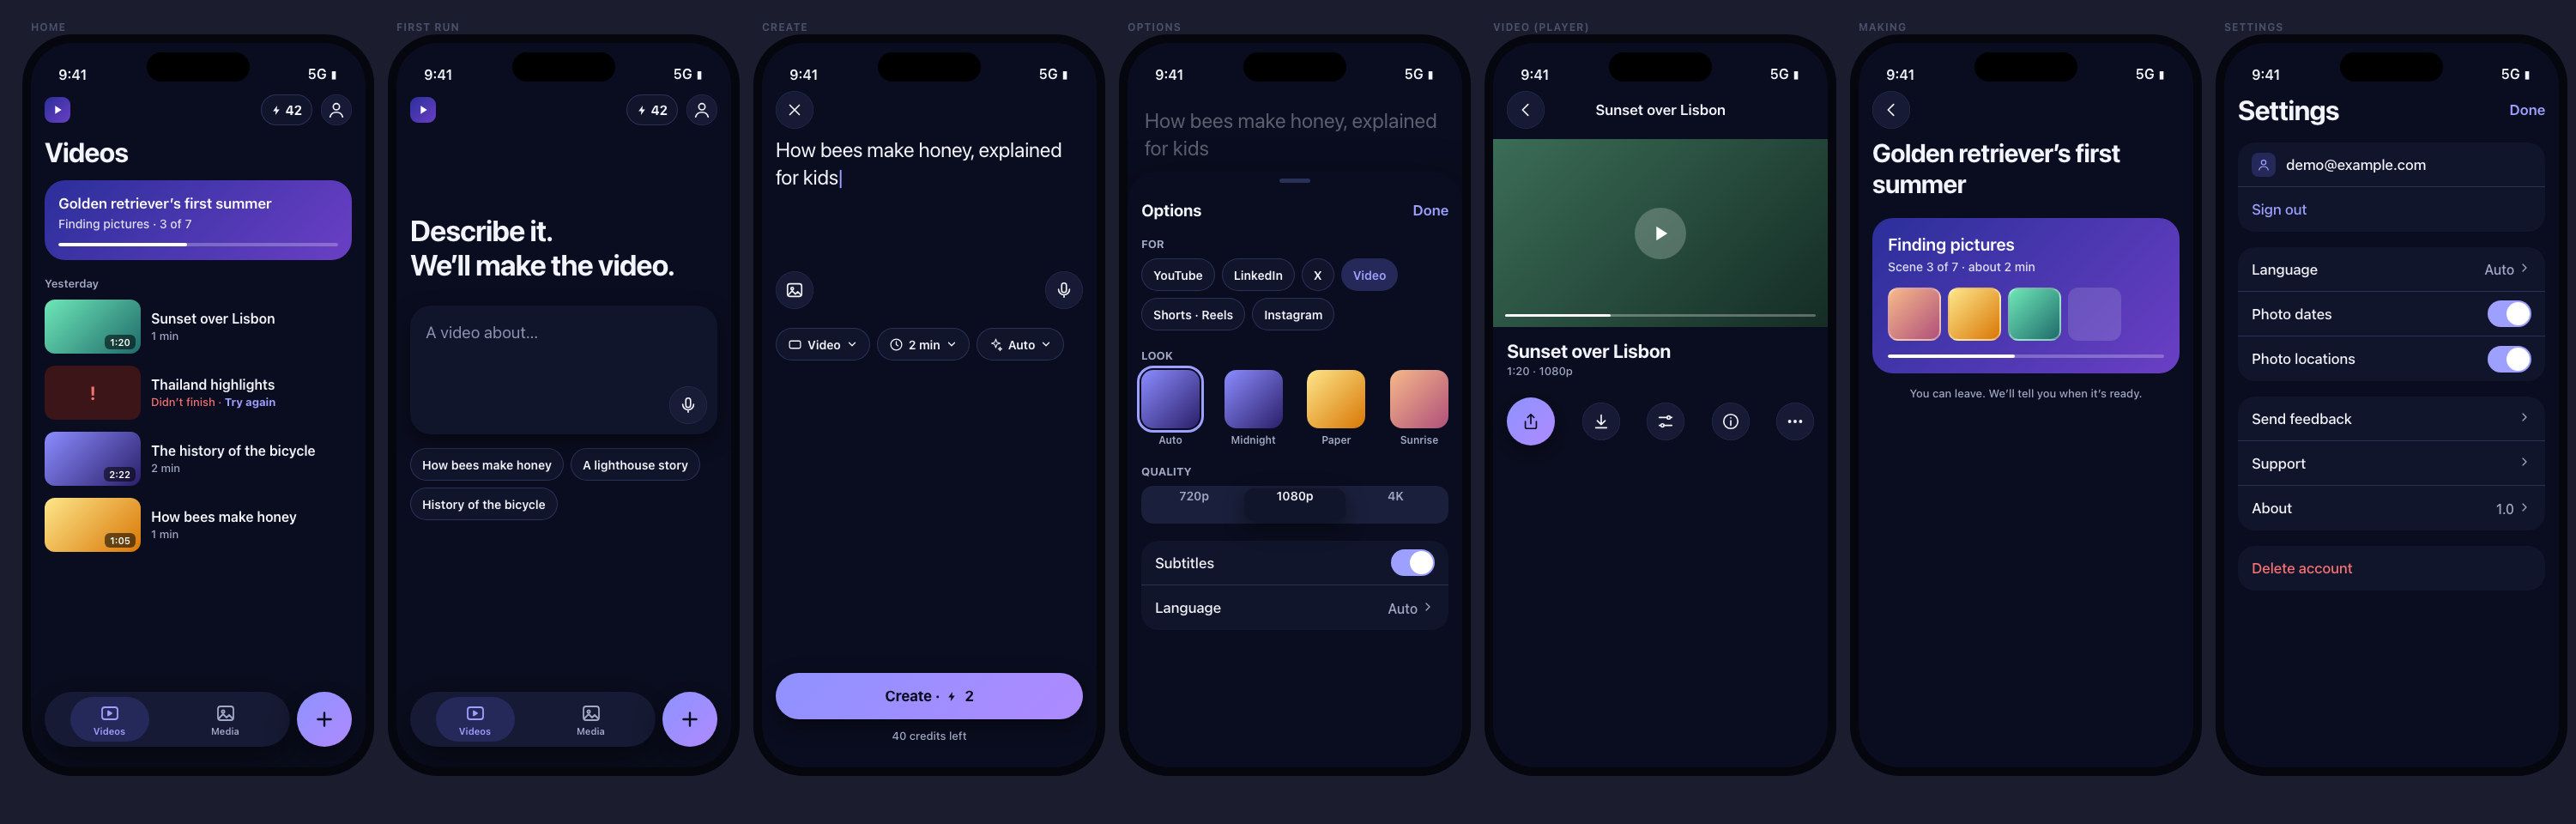 HOME
9:41
5G
42
Videos
Golden retriever’s first summer
Finding pictures · 3 of 7
Yesterday
1:20
Sunset over Lisbon
1 min
!
Thailand highlights
Didn’t finish · Try again
2:22
The history of the bicycle
2 min
1:05
How bees make honey
1 min
Videos
Media
FIRST RUN
9:41
5G
42
Describe it.
We’ll make the video.
A video about…
How bees make honey
A lighthouse story
History of the bicycle
Videos
Media
CREATE
9:41
5G
How bees make honey, explained
for kids
Video
2 min
Auto
Create · 2
40 credits left
OPTIONS
9:41
5G
How bees make honey, explained
for kids
Options
Done
FOR
YouTube
LinkedIn
X
Video
Shorts · Reels
Instagram
LOOK
Auto
Midnight
Paper
Sunrise
QUALITY
720p
1080p
4K
Subtitles
Language
Auto
VIDEO (PLAYER)
9:41
5G
Sunset over Lisbon
Sunset over Lisbon
1:20 · 1080p
MAKING
9:41
5G
Golden retriever’s first
summer
Finding pictures
Scene 3 of 7 · about 2 min
You can leave. We’ll tell you when it’s ready.
SETTINGS
9:41
5G
Settings
Done
demo@example.com
Sign out
Language
Auto
Photo dates
Photo locations
Send feedback
Support
About
1.0
Delete account